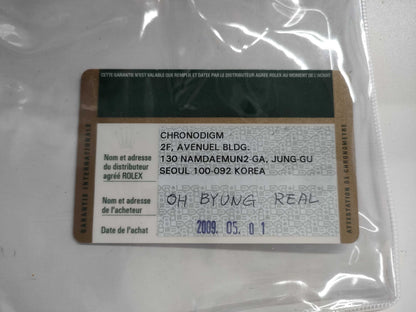 CETTE GARANTIE N'EST VALABLE QUE REMPLIE ET DATÉE PAR LE DISTRIBUTEUR AGRÉÉ ROLEX AU MOMENT DE L'ACHAT
GARANTIE INTERNATIONALE
Nom et adresse
du distributeur
agréé ROLEX
CHRONODIGM
2F, AVENUEL BLDG.
130 NAMDAEMUN2-GA, JUNG-GU
SEOUL 100-092 KOREA
Nom et adresse
de l'acheteur
OH BYUNG REAL
Date de l'achat
2009. 05. 01
ATTESTATION DE CHRONOMETRE